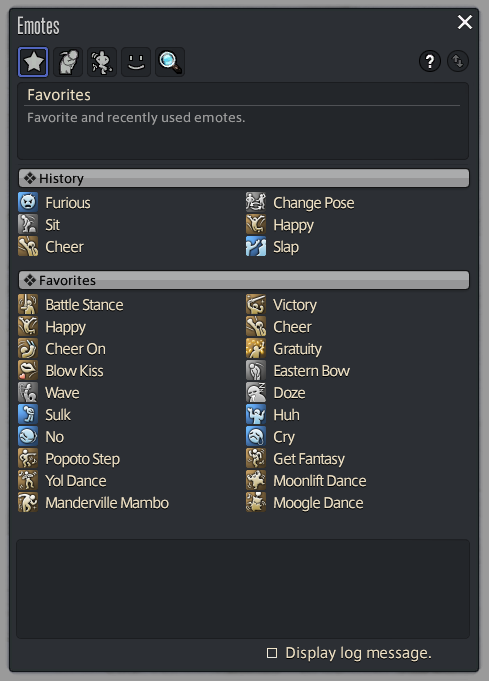 Emotes
?
Favorites
Favorite and recently used emotes.
History
Furious Change Pose
Sit Happy
Cheer Slap
Favorites
Battle Stance Victory
Happy Cheer
Cheer On Gratuity
Blow Kiss Eastern Bow
Wave Doze
Sulk Huh
No Cry
Popoto Step Get Fantasy
Yol Dance Moonlift Dance
Manderville Mambo Moogle Dance
Display log message.